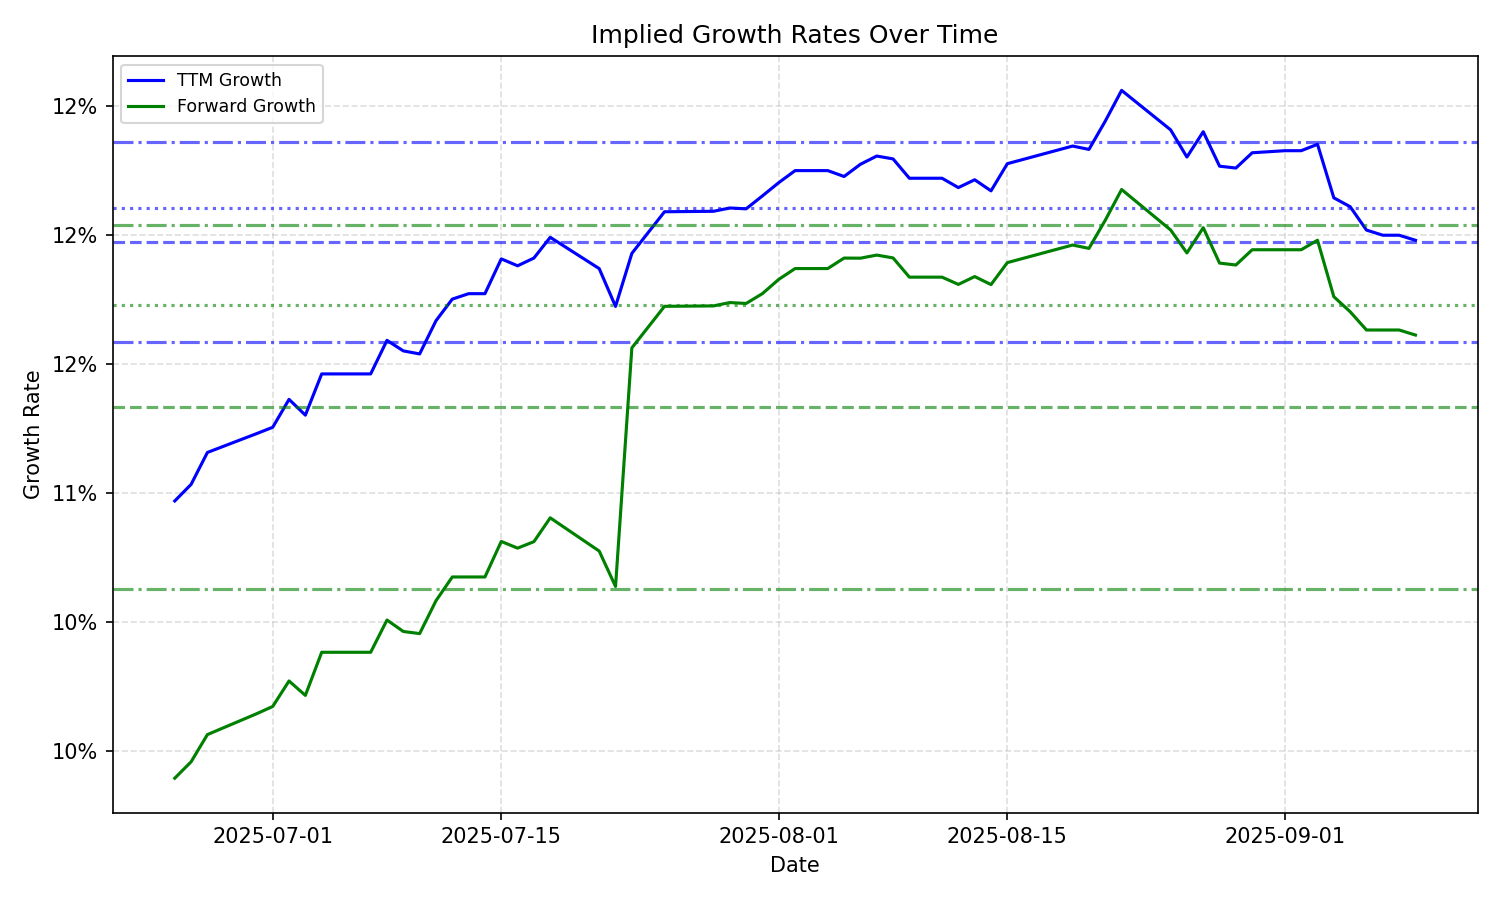 Implied Growth Rates Over Time
TTM Growth
Forward Growth
12%
12%
12%
11%
10%
10%
Growth Rate
2025-07-01
2025-07-15
2025-08-01
2025-08-15
2025-09-01
Date